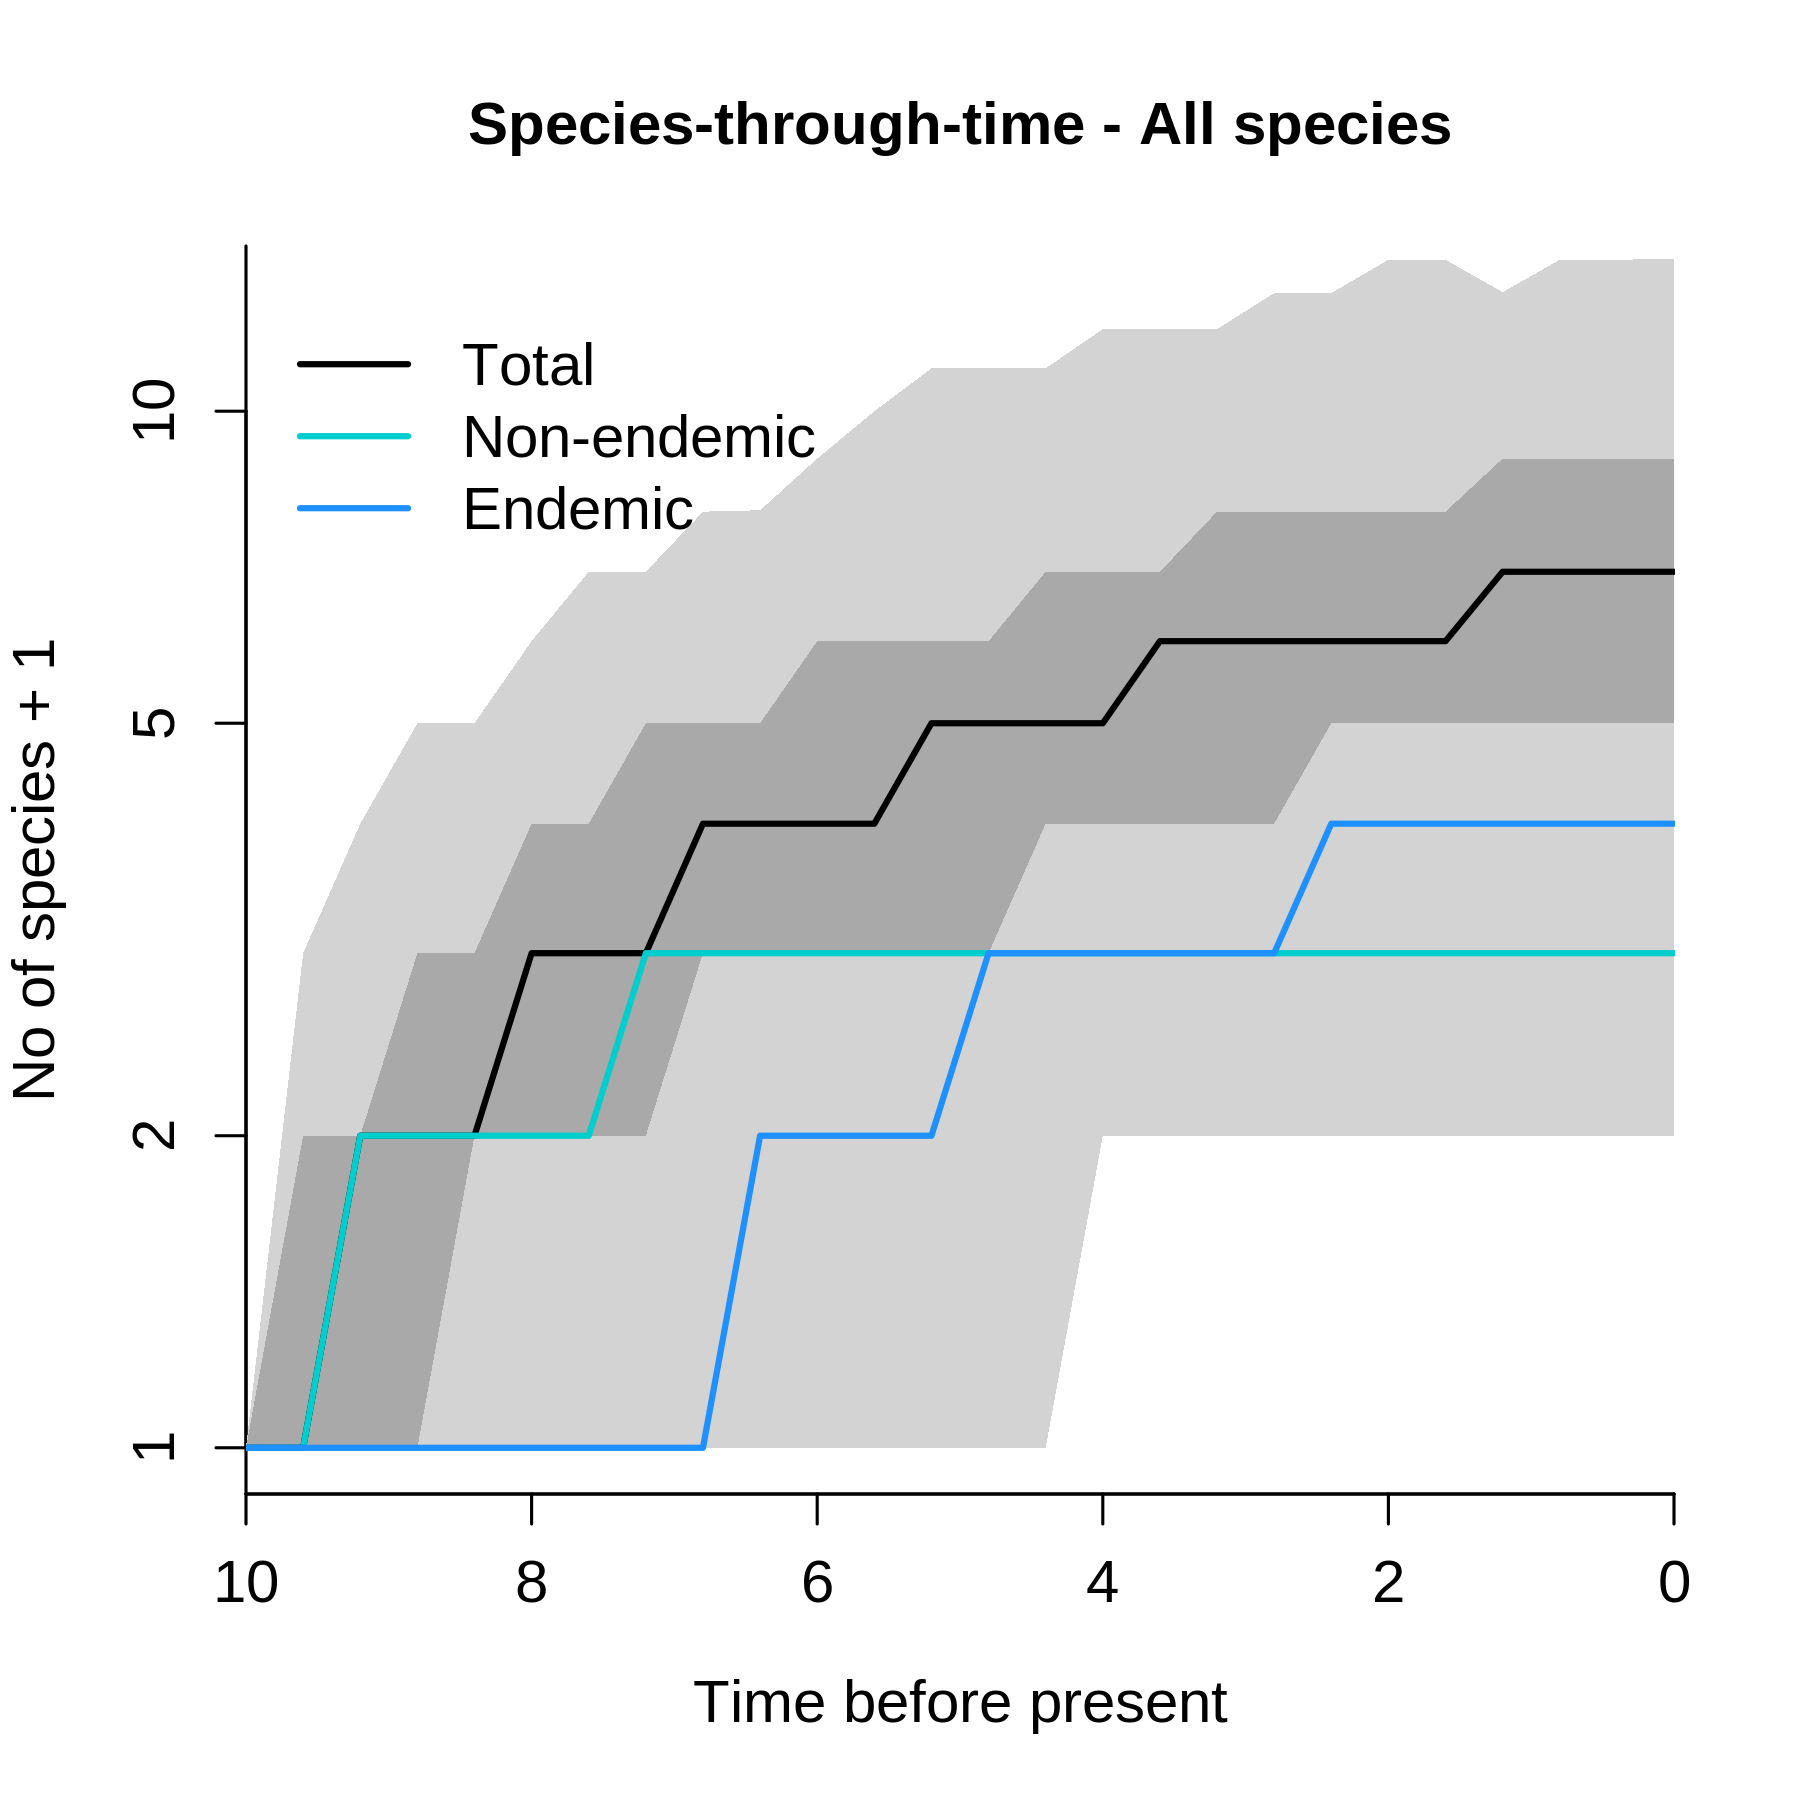 Species-through-time - All species
Total
Non-endemic
Endemic
No of species + 1
10
5
2
1
10 8 6 4 2 0
Time before present